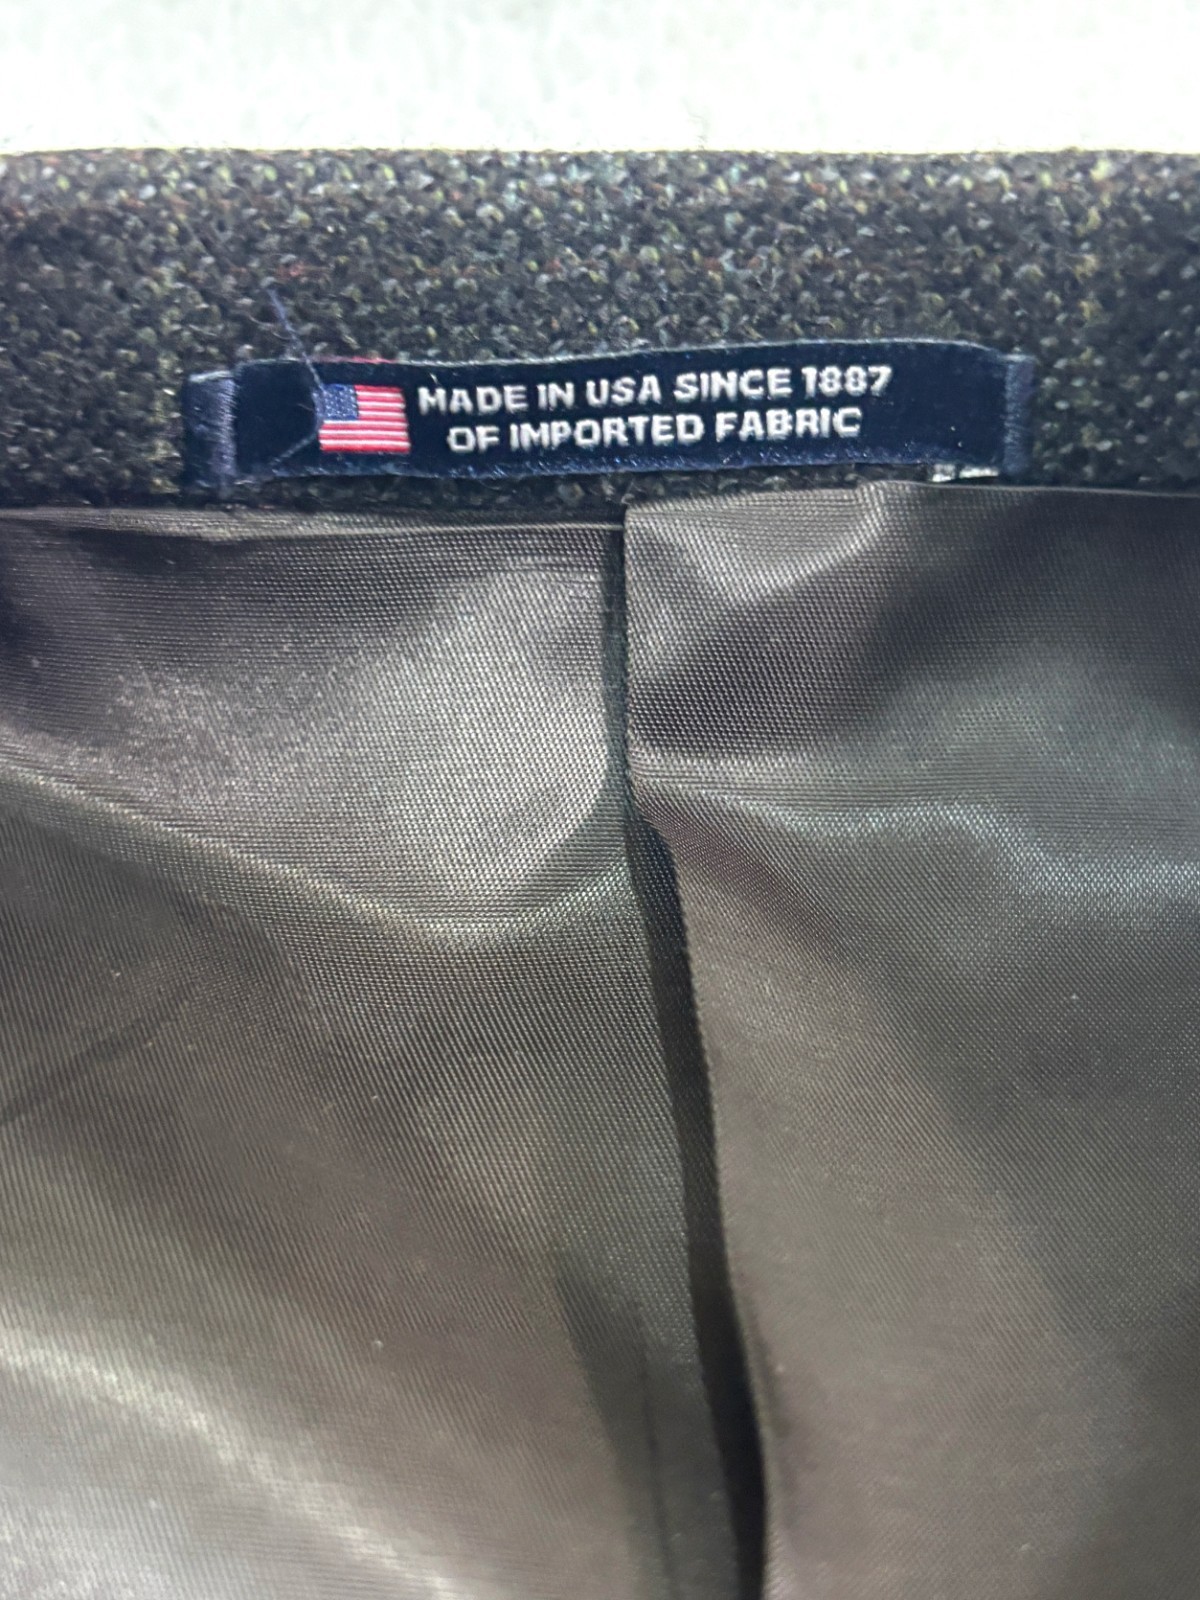 MADE IN USA SINCE 1887
OF IMPORTED FABRIC